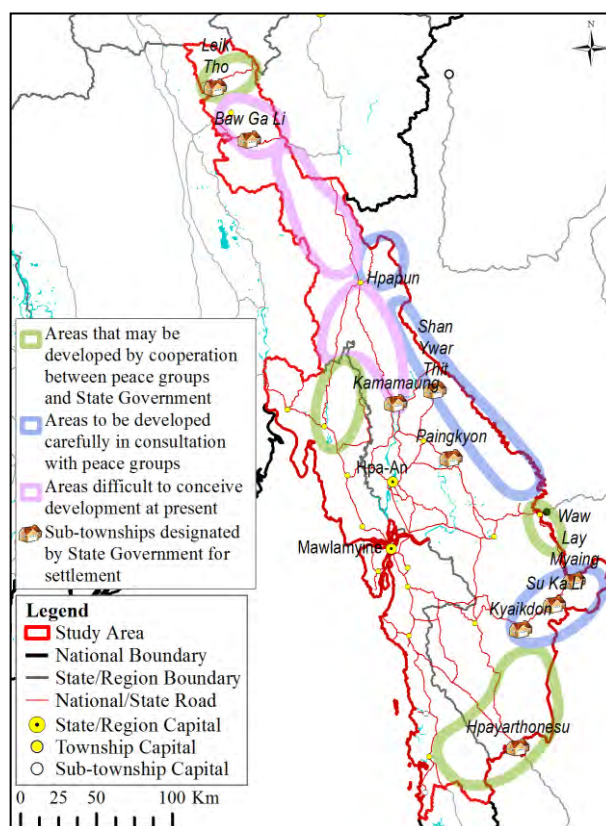 N
Leik
Tho
Baw Ga Li
Hpapun
Shan
Ywar
Thit
Kamamaung
Paingkyon
Hpa-An
Waw
Lay
Myaing
Mawlamyine
Su Ka Li
Kyaikdon
Hpayarthonesu
Areas that may be
developed by cooperation
between peace groups
and State Government
Areas to be developed
carefully in consultation
with peace groups
Areas difficult to conceive
development at present
Sub-townships
designated by State Government for
settlement
Legend
Study Area
National Boundary
State/Region Boundary
National/State Road
State/Region Capital
Township Capital
Sub-township Capital
0 25 50 100 Km